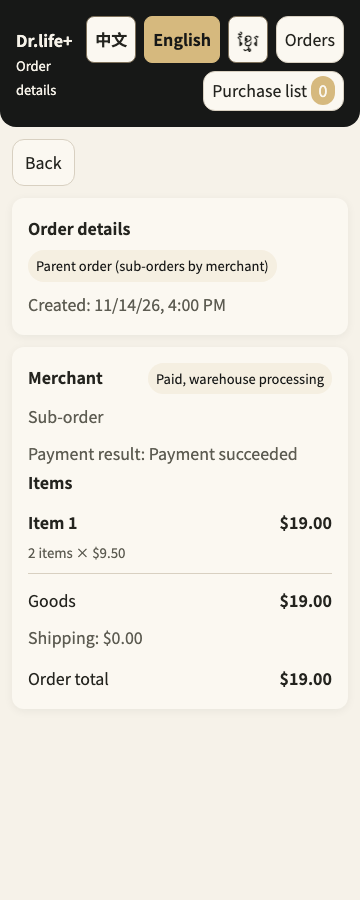 Dr.life+
Order
details
中文
English
ខ្មែរ
Orders
Purchase list 0
Back
Order details
Parent order (sub-orders by merchant)
Created: 11/14/26, 4:00 PM
Merchant
Paid, warehouse processing
Sub-order
Payment result: Payment succeeded
Items
Item 1 $19.00
2 items × $9.50
Goods $19.00
Shipping: $0.00
Order total $19.00